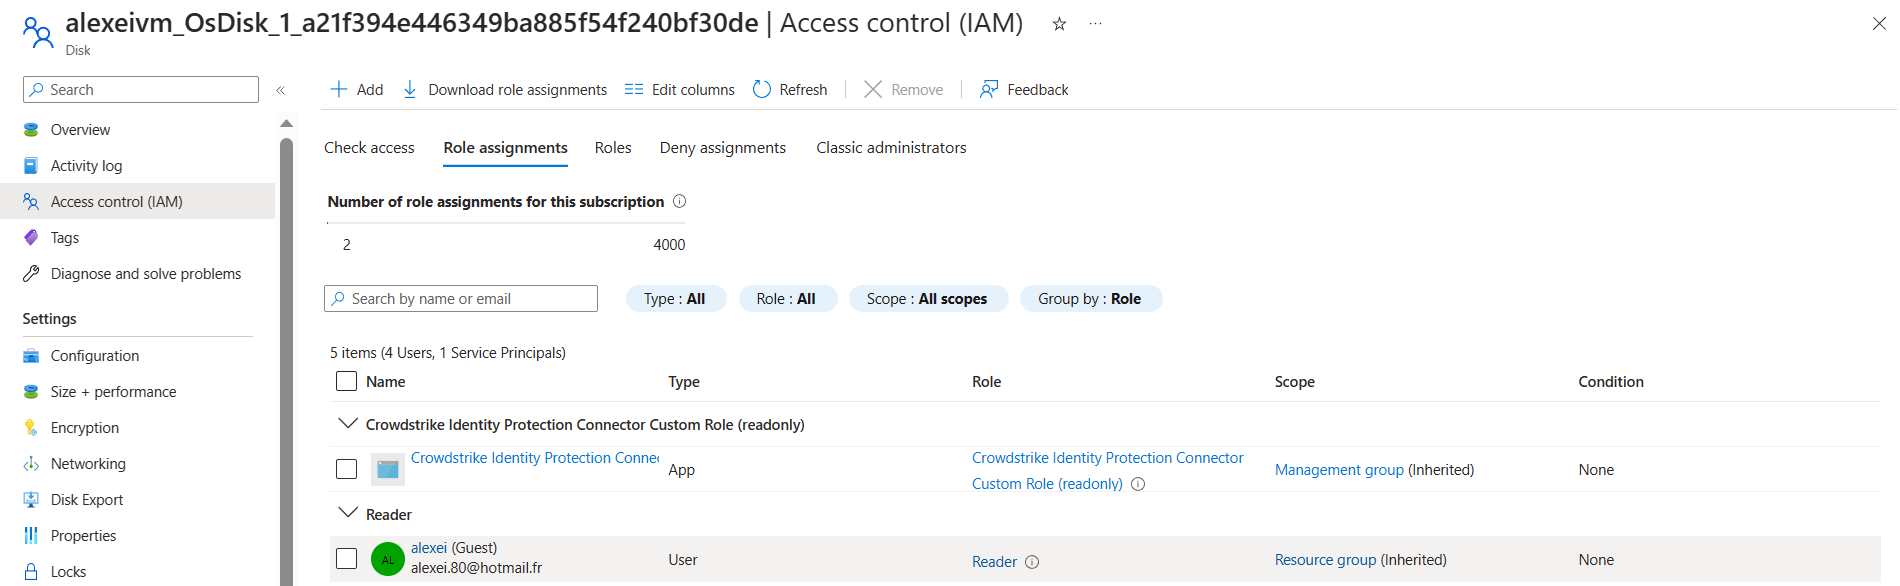 alexeivm_OsDisk_1_a21f394e446349ba885f54f240bf30de | Access control (IAM)
Disk
Search
Add
Download role assignments
Edit columns
Refresh
Remove
Feedback
Overview
Activity log
Access control (IAM)
Tags
Diagnose and solve problems
Settings
Configuration
Size + performance
Encryption
Networking
Disk Export
Properties
Locks
Check access
Role assignments
Roles
Deny assignments
Classic administrators
Number of role assignments for this subscription
2
4000
Search by name or email
Type : All
Role : All
Scope : All scopes
Group by : Role
5 items (4 Users, 1 Service Principals)
Name
Type
Role
Scope
Condition
Crowdstrike Identity Protection Connector Custom Role (readonly)
Crowdstrike Identity Protection Connec
App
Crowdstrike Identity Protection Connector
Custom Role (readonly)
Management group (Inherited)
None
Reader
AL
alexei (Guest)
alexei.80@hotmail.fr
User
Reader
Resource group (Inherited)
None